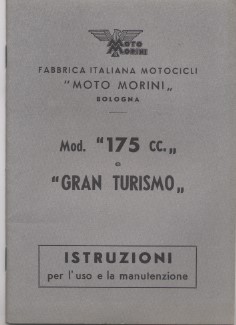 MOTO
MORINI
FABBRICA ITALIANA MOTOCICLI
"MOTO MORINI„
BOLOGNA
Mod. "175 cc.„
o
"GRAN TURISMO„
ISTRUZIONI
per l'uso e la manutenzione